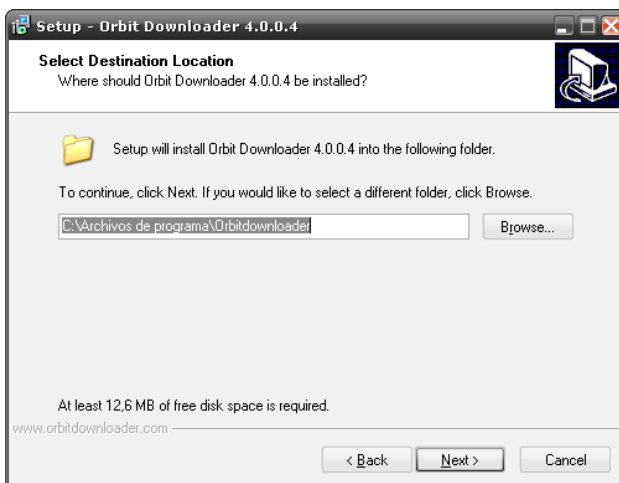 Setup - Orbit Downloader 4.0.0.4
Select Destination Location
Where should Orbit Downloader 4.0.0.4 be installed?
Setup will install Orbit Downloader 4.0.0.4 into the following folder.
To continue, click Next. If you would like to select a different folder, click Browse.
C:\Archivos de programa\Orbitdownloader
Browse...
At least 12,6 MB of free disk space is required.
www.orbitdownloader.com
< Back
Next >
Cancel